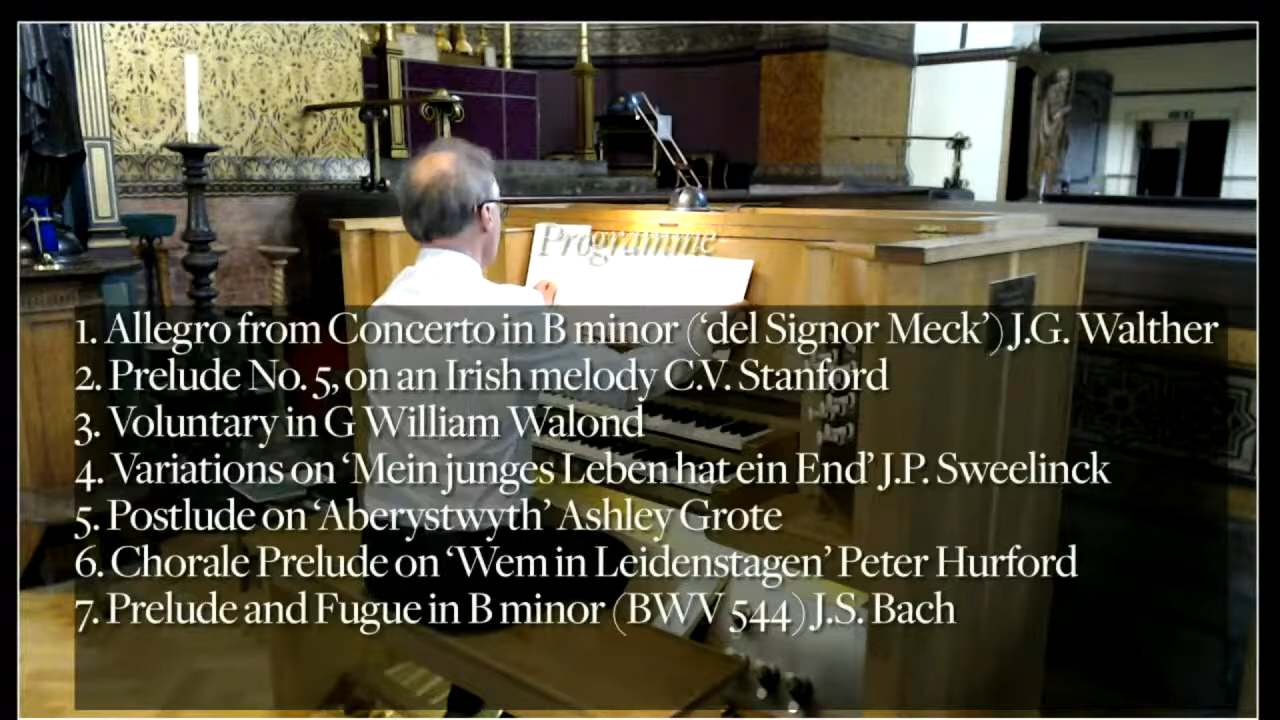 Programme
1. Allegro from Concerto in B minor (‘del Signor Meck’) J.G. Walther
2. Prelude No. 5, on an Irish melody C.V. Stanford
3. Voluntary in G William Walond
4. Variations on ‘Mein junges Leben hat ein End’ J.P. Sweelinck
5. Postlude on ‘Aberystwyth’ Ashley Grote
6. Chorale Prelude on ‘Wem in Leidenstagen’ Peter Hurford
7. Prelude and Fugue in B minor (BWV 544) J.S. Bach